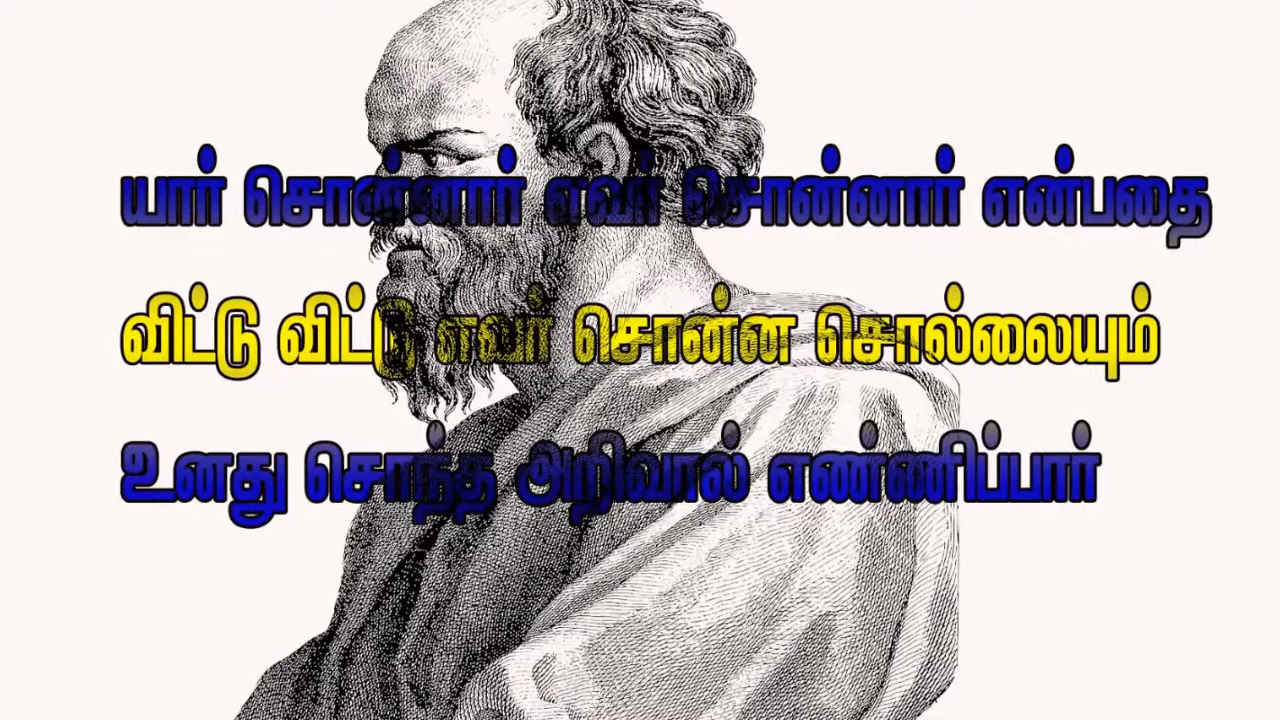 யார் சொன்னார் எவர் சொன்னார் என்பதை
விட்டு விட்டு எவர் சொன்ன சொல்லையும்
உனது சொந்த அறிவால் எண்ணிப்பார்